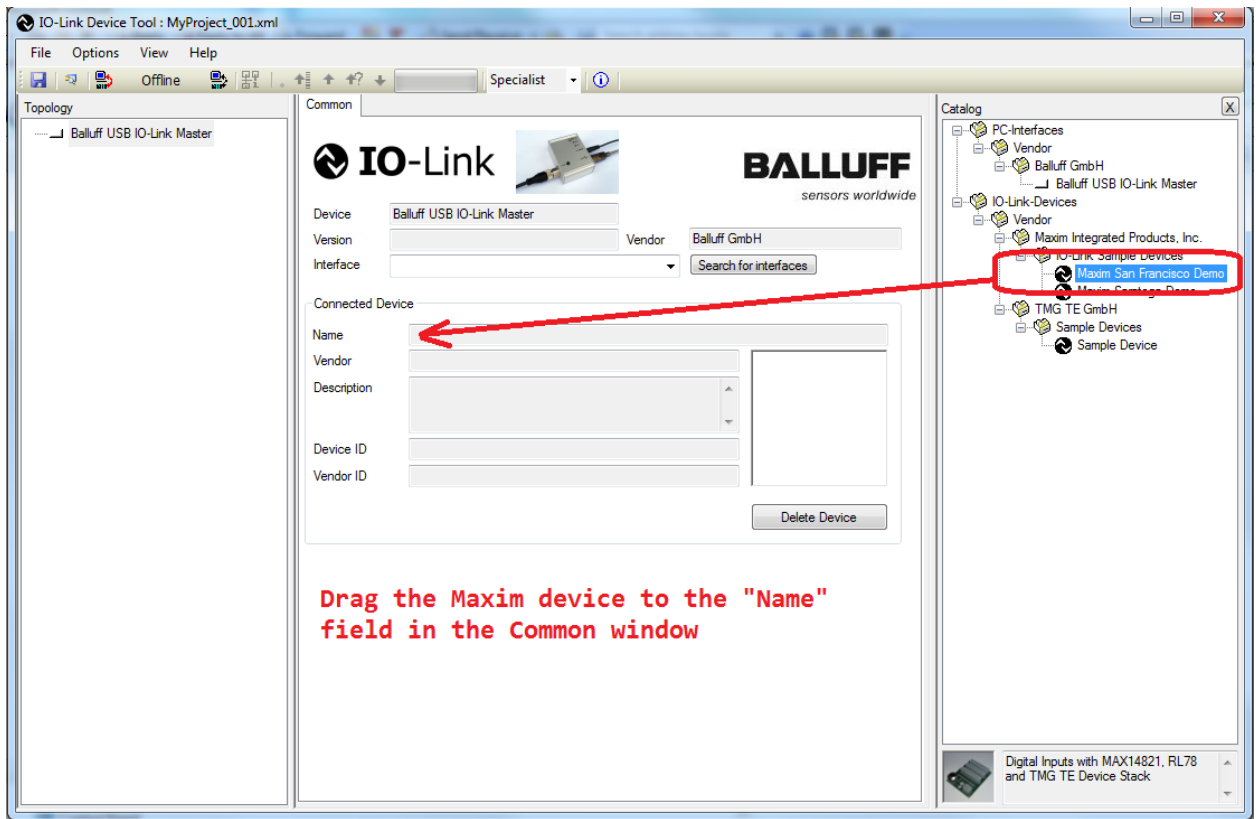 IO-Link Device Tool : MyProject_001.xml
File Options View Help
Offline Specialist
Topology
Balluff USB IO-Link Master
Common
IO-Link
BALLUFF
sensors worldwide
Device Balluff USB IO-Link Master
Version Vendor Balluff GmbH
Interface Search for interfaces
Connected Device
Name
Vendor
Description
Device ID
Vendor ID
Delete Device
Drag the Maxim device to the "Name"
field in the Common window
Catalog X
PC-Interfaces
Vendor
Balluff GmbH
Balluff USB IO-Link Master
IO-Link-Devices
Vendor
Maxim Integrated Products, Inc.
IO-Link Sample Devices
Maxim San Francisco Demo
Maxim Demo
TMG TE GmbH
Sample Devices
Sample Device
Digital Inputs with MAX14821, RL78
and TMG TE Device Stack